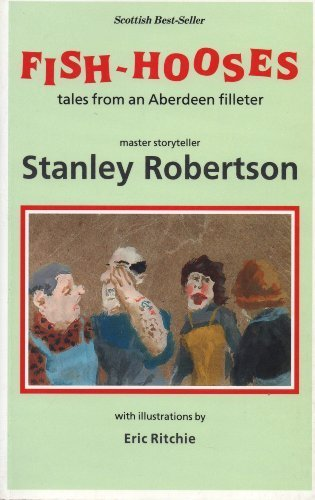 Scottish Best-Seller
FISH-HOOSES
tales from an Aberdeen filleter
master storyteller
Stanley Robertson
with illustrations by
Eric Ritchie